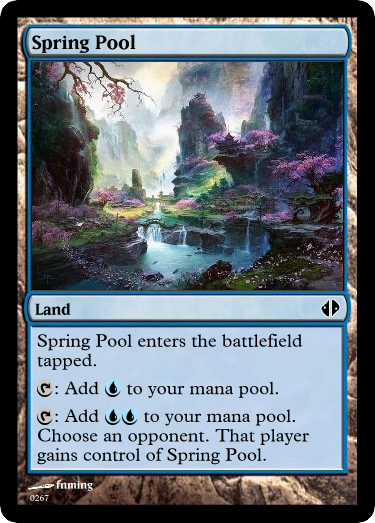 Spring Pool
Land
Spring Pool enters the battlefield
tapped.
: Add to your mana pool.
: Add to your mana pool.
Choose an opponent. That player
gains control of Spring Pool.
fnming
0267